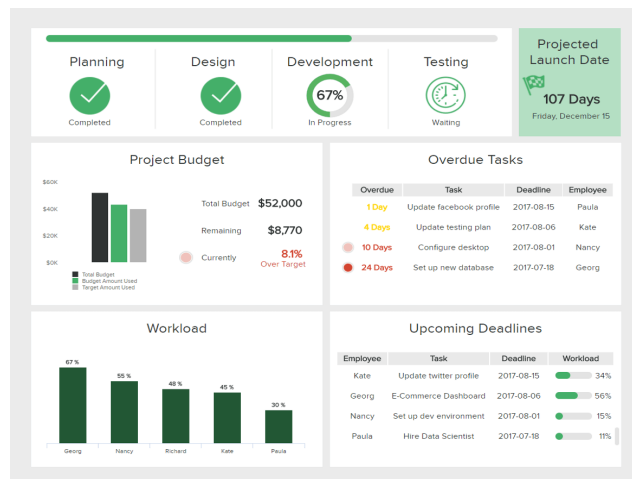 Planning
Completed
Design
Completed
Development
67%
In Progress
Testing
Waiting
Projected
Launch Date
107 Days
Friday, December 15
Project Budget
$60K
$40K
$20K
$0K
Total Budget
Budget Amount Used
Target Amount Used
Total Budget $52,000
Remaining $8,770
Currently 8.1%
Over Target
Overdue Tasks
Overdue Task Deadline Employee
1 Day Update facebook profile 2017-08-15 Paula
4 Days Update testing plan 2017-08-06 Kate
10 Days Configure desktop 2017-08-01 Nancy
24 Days Set up new database 2017-07-18 Georg
Workload
67 %
55 %
48 %
45 %
30 %
Georg Nancy Richard Kate Paula
Upcoming Deadlines
Employee Task Deadline Workload
Kate Update twitter profile 2017-08-15 34%
Georg E-Commerce Dashboard 2017-08-06 56%
Nancy Set up dev environment 2017-08-01 15%
Paula Hire Data Scientist 2017-07-18 11%